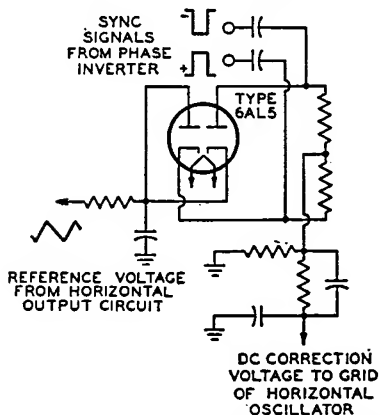 SYNC
SIGNALS
FROM PHASE
INVERTER
TYPE
6AL5
REFERENCE VOLTAGE
FROM HORIZONTAL
OUTPUT CIRCUIT
DC CORRECTION
VOLTAGE TO GRID
OF HORIZONTAL
OSCILLATOR